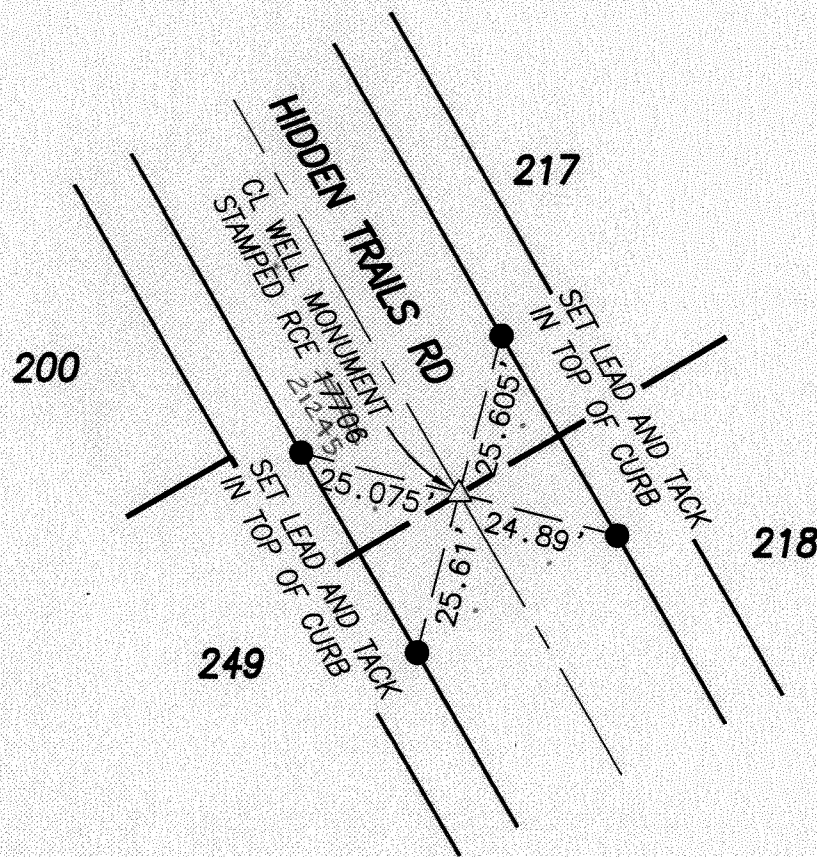 HIDDEN TRAILS RD
CL WELL MONUMENT
STAMPED RCE 17706
21245
217
200
SET LEAD AND TACK
IN TOP OF CURB
25.605'
25.075'
24.89'
25.61'
218
SET LEAD AND TACK
IN TOP OF CURB
249